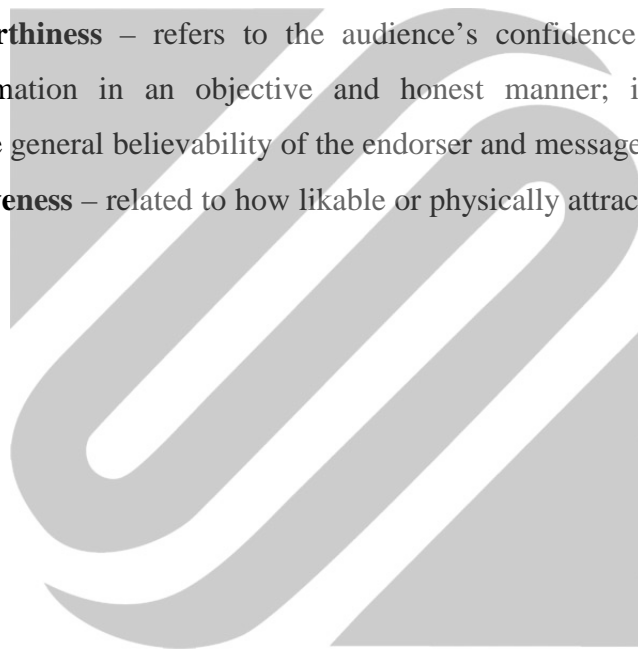 rthiness – refers to the audience’s confidence
mation in an objective and honest manner; i
e general believability of the endorser and message
veness – related to how likable or physically attrac